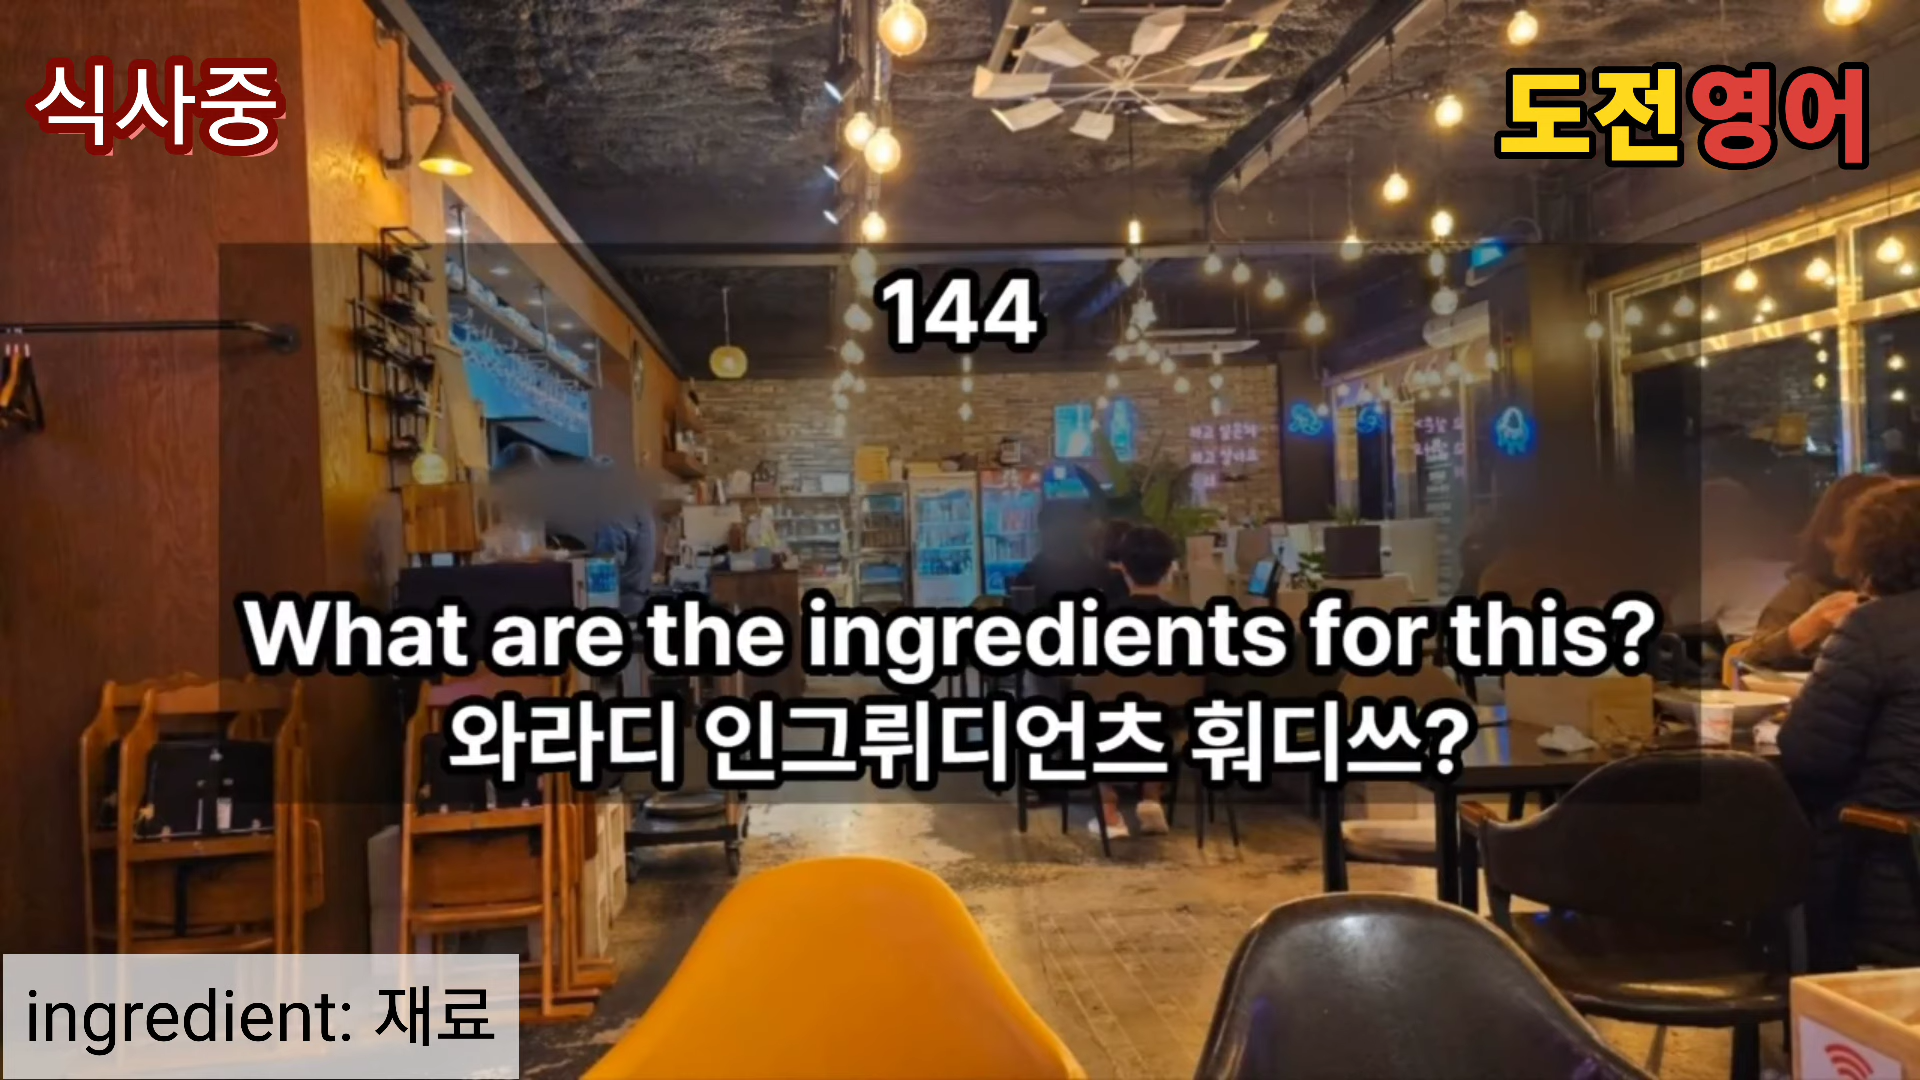 식사중
도전영어
144
What are the ingredients for this?
와라디 인그뤼디언츠 훠디쓰?
ingredient: 재료